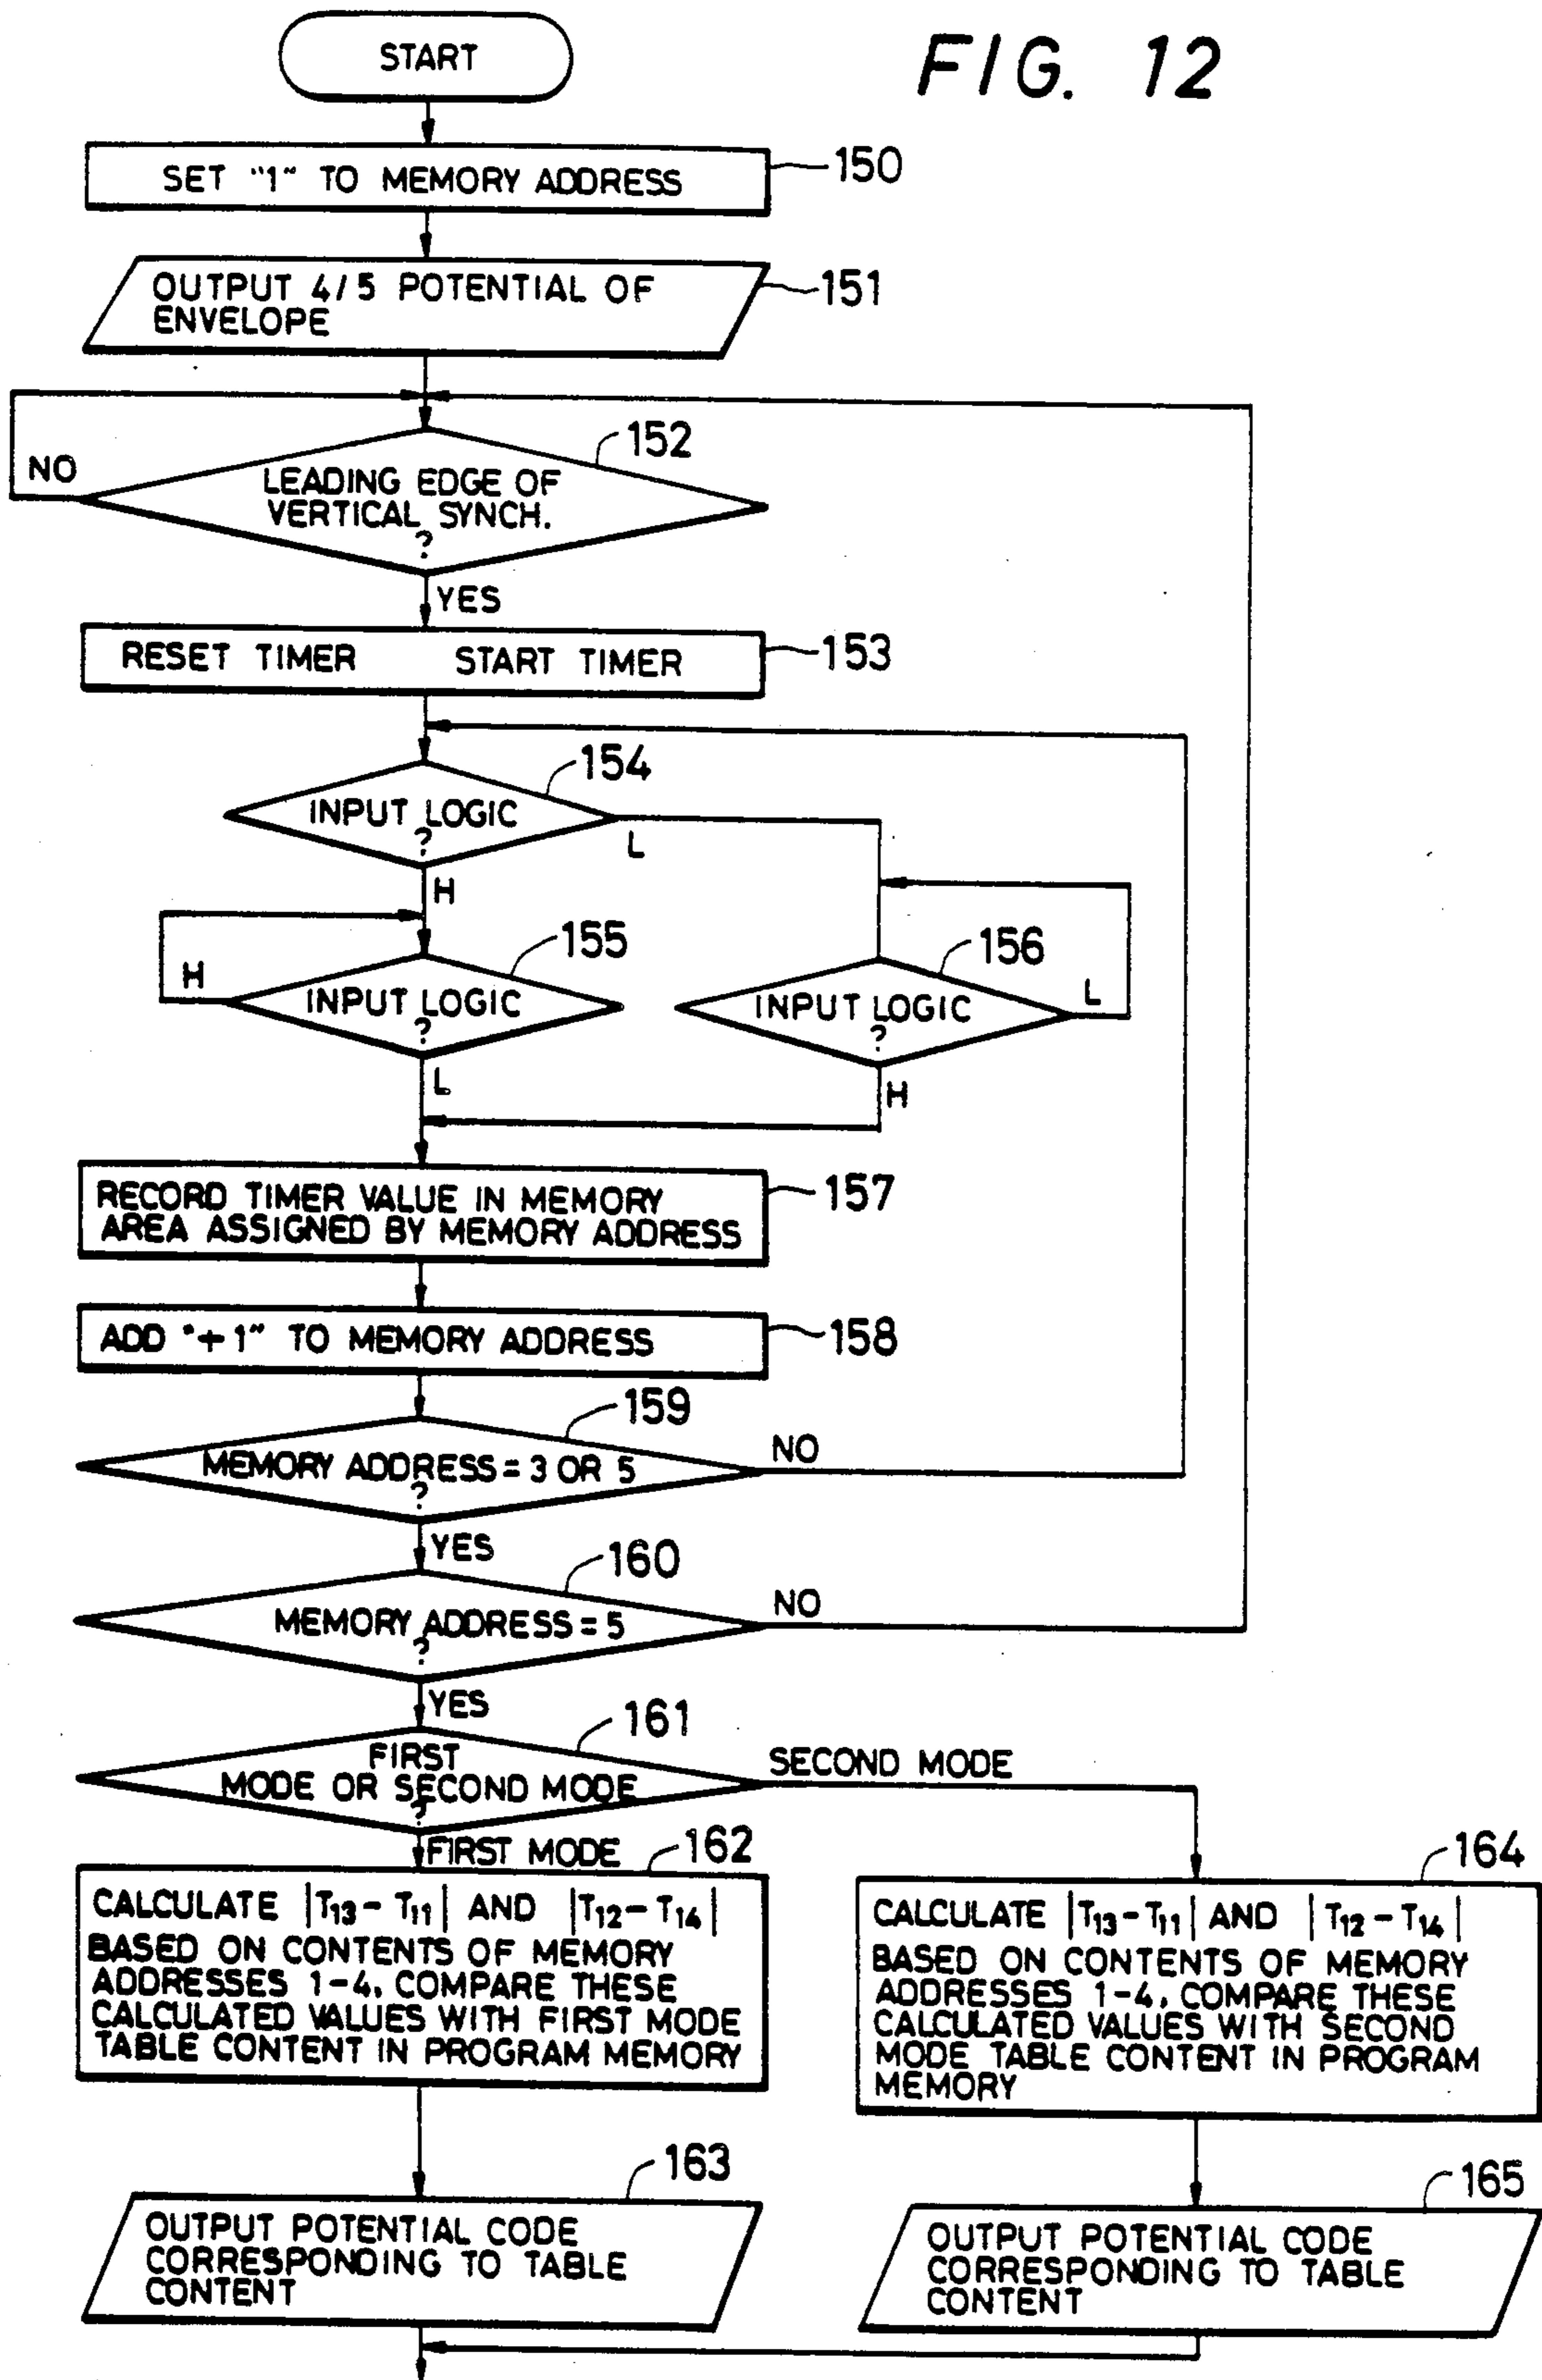 FIG. 12
START
SET "1" TO MEMORY ADDRESS
150
OUTPUT 4/5 POTENTIAL OF
ENVELOPE
151
152
NO
LEADING EDGE OF
VERTICAL SYNCH.
?
YES
RESET TIMER START TIMER
153
154
INPUT LOGIC
?
L
H
155
H
INPUT LOGIC
?
L
156
INPUT LOGIC
?
L
H
RECORD TIMER VALUE IN MEMORY
AREA ASSIGNED BY MEMORY ADDRESS
157
ADD "+1" TO MEMORY ADDRESS
158
159
MEMORY ADDRESS = 3 OR 5
?
NO
YES
160
MEMORY ADDRESS = 5
?
NO
YES
161
FIRST
MODE OR SECOND MODE
?
SECOND MODE
FIRST MODE
162
CALCULATE |T13 - T11| AND |T12 - T14|
BASED ON CONTENTS OF MEMORY
ADDRESSES 1-4, COMPARE THESE
CALCULATED VALUES WITH FIRST MODE
TABLE CONTENT IN PROGRAM MEMORY
164
CALCULATE |T13 - T11| AND |T12 - T14|
BASED ON CONTENTS OF MEMORY
ADDRESSES 1-4, COMPARE THESE
CALCULATED VALUES WITH SECOND
MODE TABLE CONTENT IN PROGRAM
MEMORY
163
OUTPUT POTENTIAL CODE
CORRESPONDING TO TABLE
CONTENT
165
OUTPUT POTENTIAL CODE
CORRESPONDING TO TABLE
CONTENT